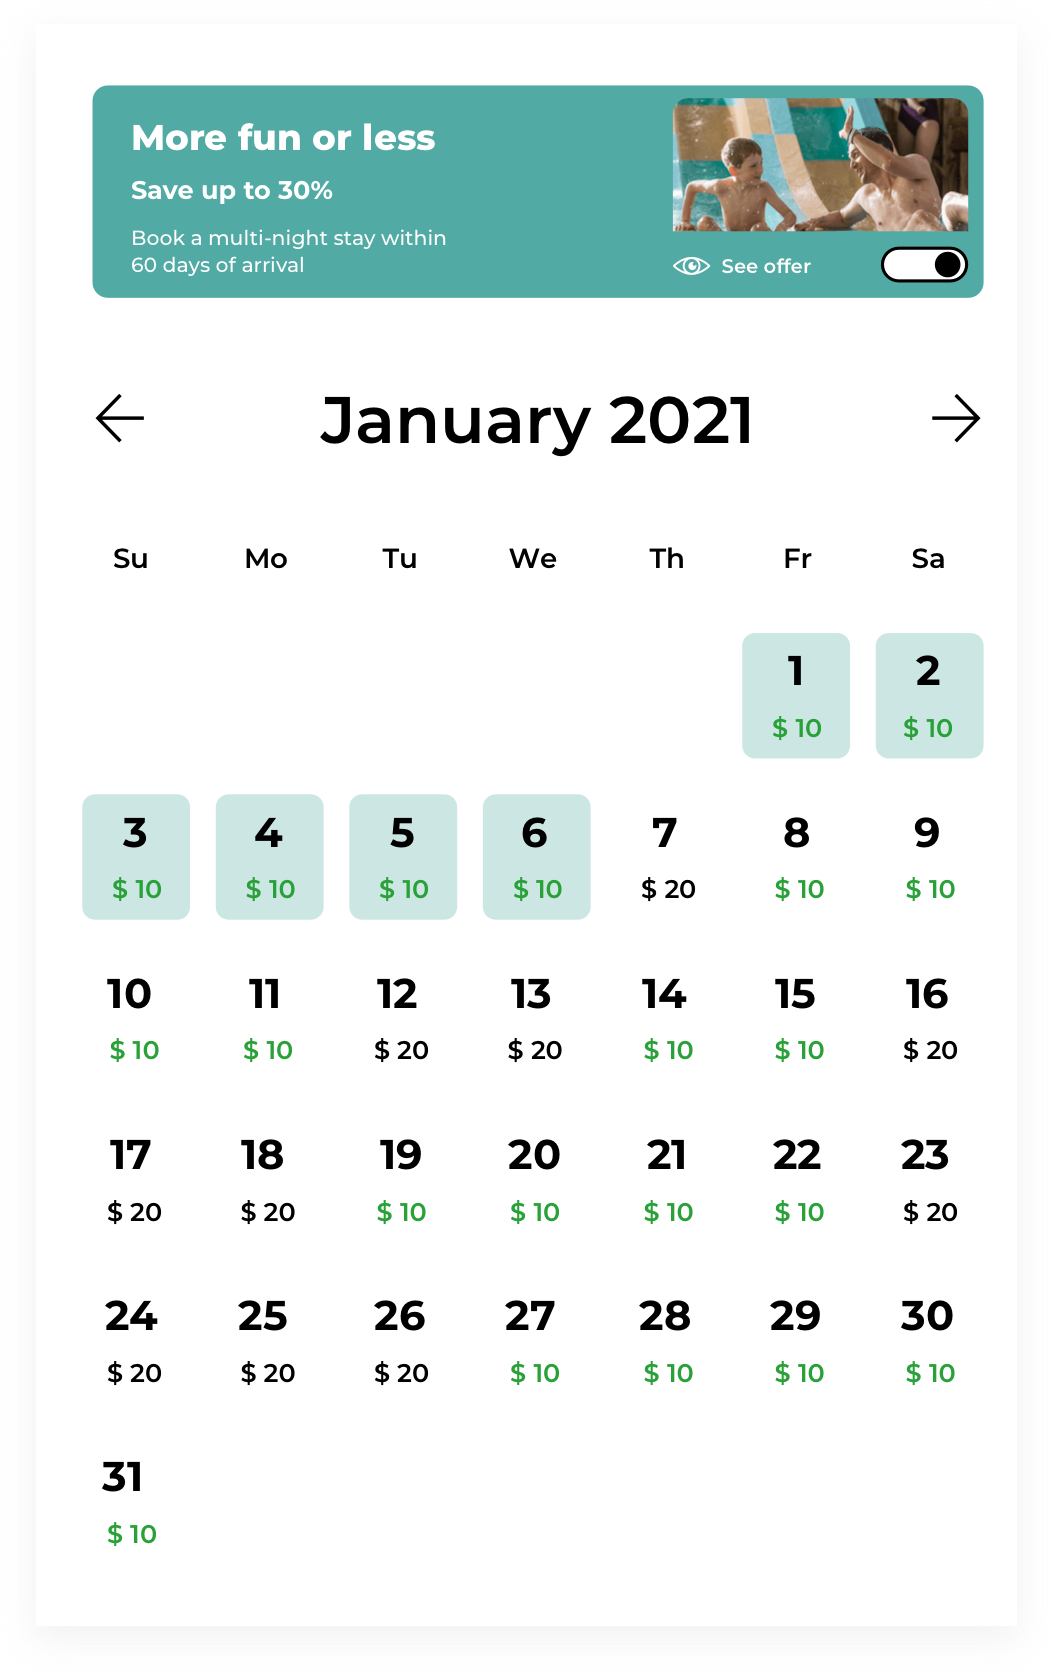 More fun or less
Save up to 30%
Book a multi-night stay within
60 days of arrival
See offer
January 2021
Su Mo Tu We Th Fr Sa
1 2
$ 10 $ 10
3 4 5 6 7 8 9
$ 10 $ 10 $ 10 $ 10 $ 20 $ 10 $ 10
10 11 12 13 14 15 16
$ 10 $ 10 $ 20 $ 20 $ 10 $ 10 $ 20
17 18 19 20 21 22 23
$ 20 $ 20 $ 10 $ 10 $ 10 $ 10 $ 20
24 25 26 27 28 29 30
$ 20 $ 20 $ 20 $ 10 $ 10 $ 10 $ 10
31
$ 10